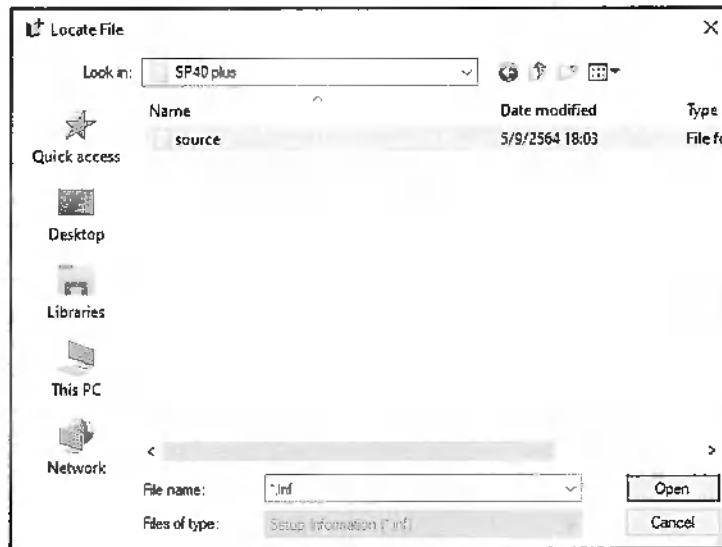 Locate File
Look in: SP40 plus
Name Date modified Type
source 5/9/2564 18:03 File fo
Quick access
Desktop
Libraries
This PC
Network
File name: *.inf Open
Files of type: Setup Information (*.inf) Cancel